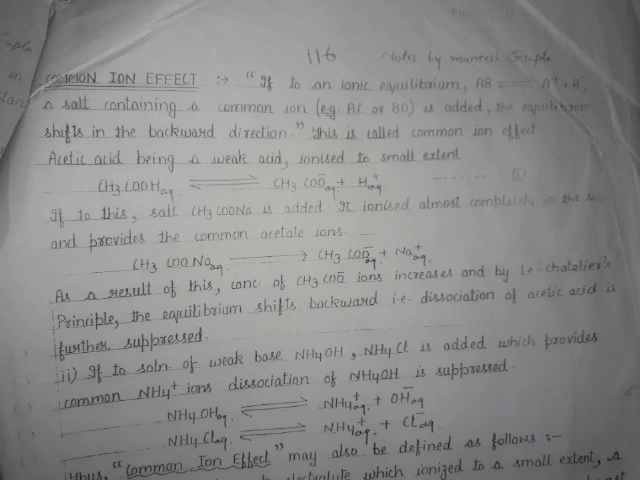 116 Notes by muneesh Gupta
COMMON ION EFFECT :→ "If to an ionic equilibrium, AB ⇌ A⁺ + B⁻,
a salt containing a common ion (eg AC or BD) is added, the equilibrium
shifts in the backward direction." this is called common ion effect
Acetic acid being a weak acid, ionised to small extent
CH3COOHaq ⇌ CH3COO⁻aq + H⁺aq -------- ①
If to this, salt CH3COONa is added. It ionised almost completely in the
and provides the common acetate ions. –
CH3COONaaq. → CH3COO⁻aq + Na⁺aq.
As a result of this, conc. of CH3COO⁻ ions increases and by Le-chatelier's
Principle, the equilibrium shifts backward i.e. dissociation of acetic acid is
further suppressed.
ii) If to soln. of weak base NH4OH, NH4Cl is added which provides
common NH4⁺ ions dissociation of NH4OH is suppressed.
NH4OHaq. ⇌ NH4⁺aq. + OH⁻aq
NH4Claq. ⇌ NH4⁺aq. + Cl⁻aq.
Thus, "Common Ion Effect" may also be defined as follows :–
electrolyte which ionized to a small extent, a